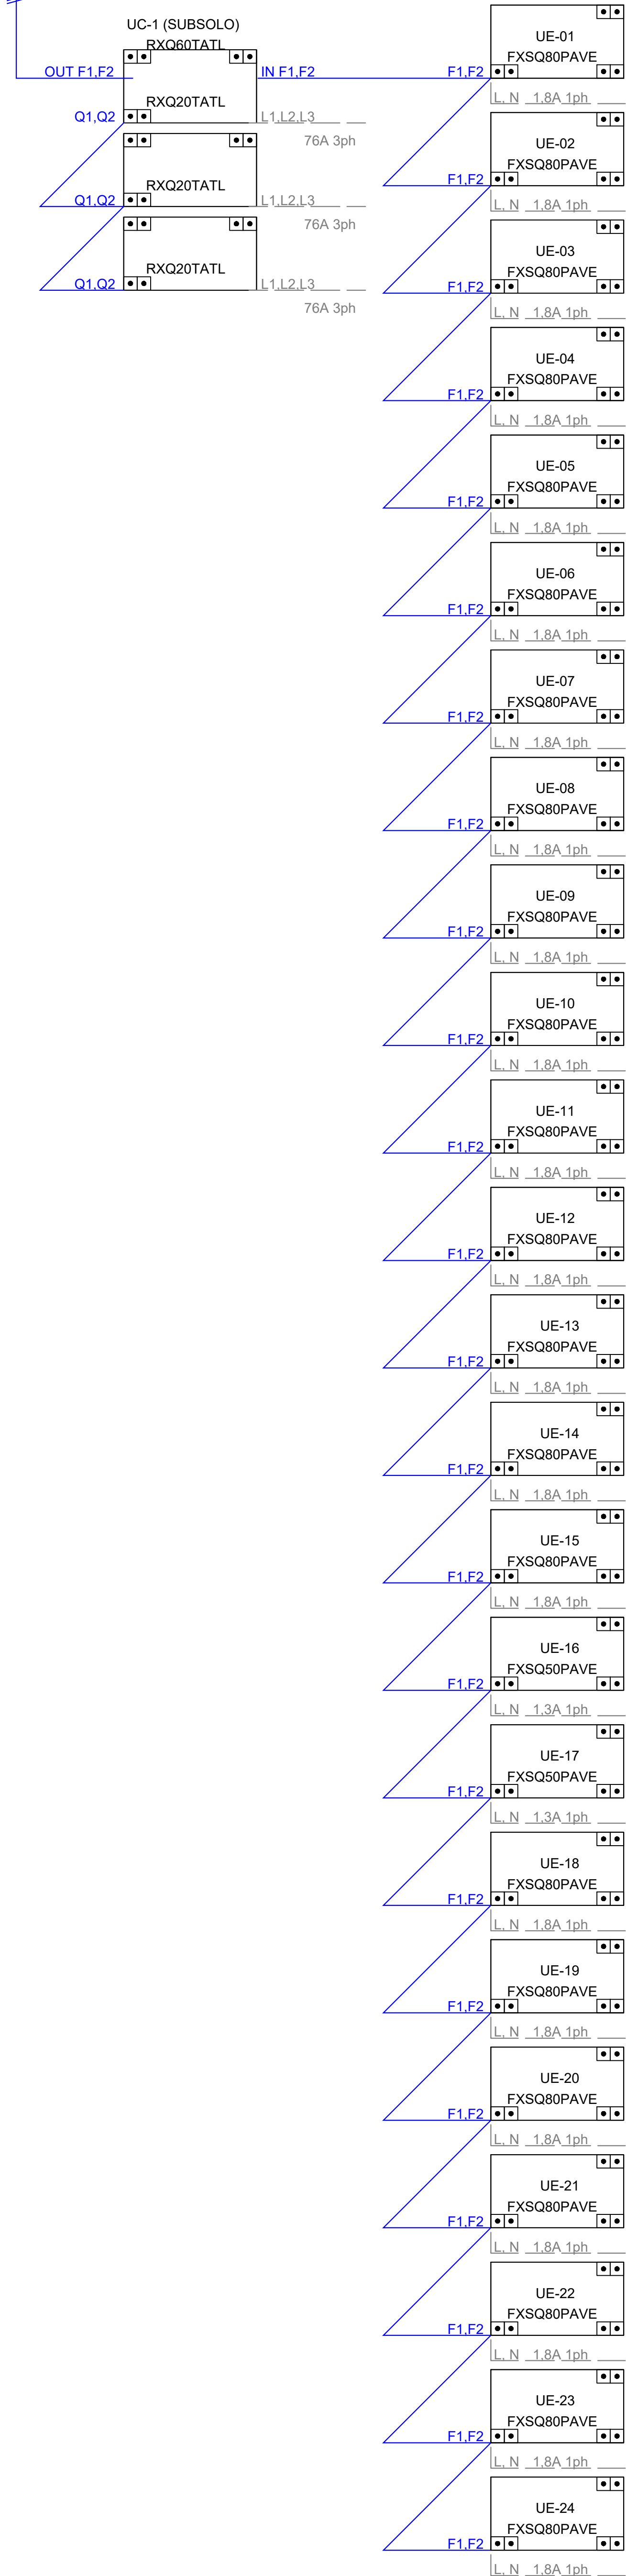 UC-1 (SUBSOLO)
RXQ60TATL
OUT F1,F2
IN F1,F2
RXQ20TATL
Q1,Q2
L1,L2,L3
76A 3ph
RXQ20TATL
Q1,Q2
L1,L2,L3
76A 3ph
RXQ20TATL
Q1,Q2
L1,L2,L3
76A 3ph
UE-01
FXSQ80PAVE
F1,F2
L, N 1,8A 1ph
UE-02
FXSQ80PAVE
F1,F2
L, N 1,8A 1ph
UE-03
FXSQ80PAVE
F1,F2
L, N 1,8A 1ph
UE-04
FXSQ80PAVE
F1,F2
L, N 1,8A 1ph
UE-05
FXSQ80PAVE
F1,F2
L, N 1,8A 1ph
UE-06
FXSQ80PAVE
F1,F2
L, N 1,8A 1ph
UE-07
FXSQ80PAVE
F1,F2
L, N 1,8A 1ph
UE-08
FXSQ80PAVE
F1,F2
L, N 1,8A 1ph
UE-09
FXSQ80PAVE
F1,F2
L, N 1,8A 1ph
UE-10
FXSQ80PAVE
F1,F2
L, N 1,8A 1ph
UE-11
FXSQ80PAVE
F1,F2
L, N 1,8A 1ph
UE-12
FXSQ80PAVE
F1,F2
L, N 1,8A 1ph
UE-13
FXSQ80PAVE
F1,F2
L, N 1,8A 1ph
UE-14
FXSQ80PAVE
F1,F2
L, N 1,8A 1ph
UE-15
FXSQ80PAVE
F1,F2
L, N 1,8A 1ph
UE-16
FXSQ50PAVE
F1,F2
L, N 1,3A 1ph
UE-17
FXSQ50PAVE
F1,F2
L, N 1,3A 1ph
UE-18
FXSQ80PAVE
F1,F2
L, N 1,8A 1ph
UE-19
FXSQ80PAVE
F1,F2
L, N 1,8A 1ph
UE-20
FXSQ80PAVE
F1,F2
L, N 1,8A 1ph
UE-21
FXSQ80PAVE
F1,F2
L, N 1,8A 1ph
UE-22
FXSQ80PAVE
F1,F2
L, N 1,8A 1ph
UE-23
FXSQ80PAVE
F1,F2
L, N 1,8A 1ph
UE-24
FXSQ80PAVE
F1,F2
L, N 1,8A 1ph